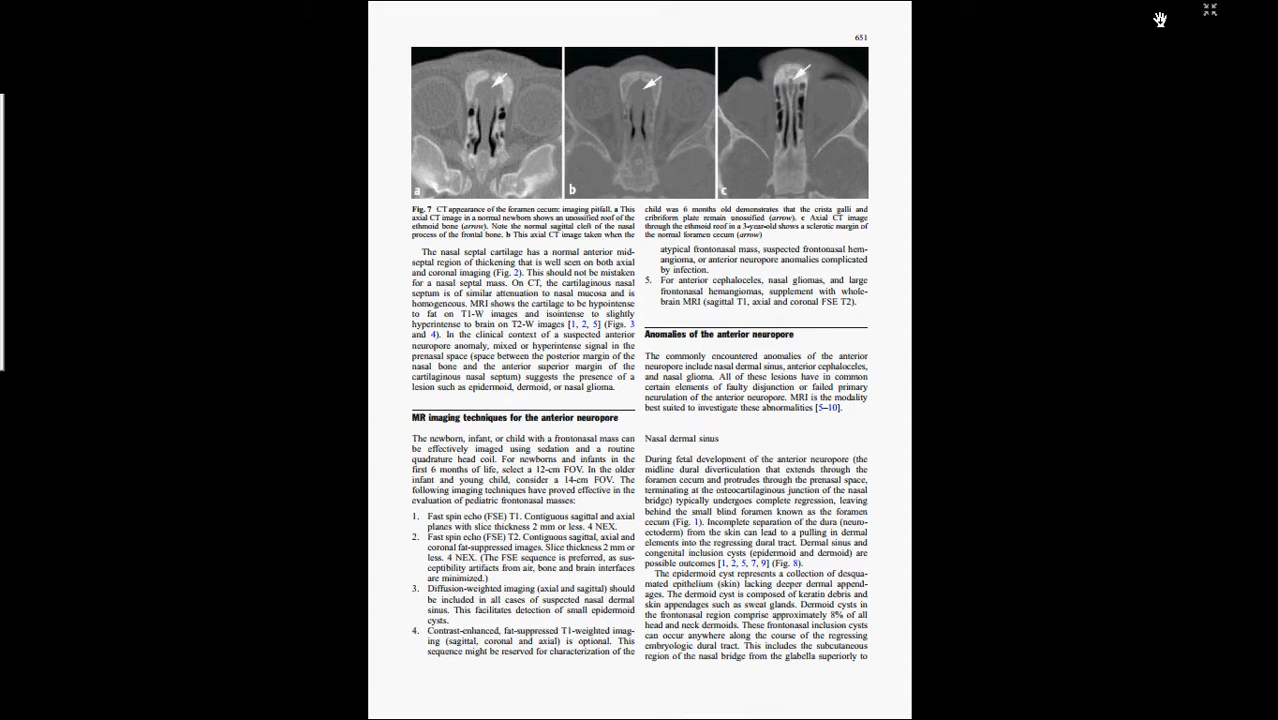 651
a
b
c
Fig. 7 CT appearance of the foramen cecum: imaging pitfall. a This
axial CT image in a normal newborn shows an unossified roof of the
ethmoid bone (arrow). Note the normal sagittal cleft of the nasal
process of the frontal bone. b This axial CT image taken when the
child was 6 months old demonstrates that the crista galli and
cribriform plate remain unossified (arrow). c Axial CT image
through the ethmoid roof in a 3-year-old shows a sclerotic margin of
the normal foramen cecum (arrow)
The nasal septal cartilage has a normal anterior mid-
septal region of thickening that is well seen on both axial
and coronal imaging (Fig. 2). This should not be mistaken
for a nasal septal mass. On CT, the cartilaginous nasal
septum is of similar attenuation to nasal mucosa and is
homogeneous. MRI shows the cartilage to be hypointense
to fat on T1-W images and isointense to slightly
hyperintense to brain on T2-W images [1, 2, 5] (Figs. 3
and 4). In the clinical context of a suspected anterior
neuropore anomaly, mixed or hyperintense signal in the
prenasal space (space between the posterior margin of the
nasal bone and the anterior superior margin of the
cartilaginous nasal septum) suggests the presence of a
lesion such as epidermoid, dermoid, or nasal glioma.
MR imaging techniques for the anterior neuropore
The newborn, infant, or child with a frontonasal mass can
be effectively imaged using sedation and a routine
quadrature head coil. For newborns and infants in the
first 6 months of life, select a 12-cm FOV. In the older
infant and young child, consider a 14-cm FOV. The
following imaging techniques have proved effective in the
evaluation of pediatric frontonasal masses:
1. Fast spin echo (FSE) T1. Contiguous sagittal and axial
planes with slice thickness 2 mm or less. 4 NEX.
2. Fast spin echo (FSE) T2. Contiguous sagittal, axial and
coronal fat-suppressed images. Slice thickness 2 mm or
less. 4 NEX. (The FSE sequence is preferred, as sus-
ceptibility artifacts from air, bone and brain interfaces
are minimized.)
3. Diffusion-weighted imaging (axial and sagittal) should
be included in all cases of suspected nasal dermal
sinus. This facilitates detection of small epidermoid
cysts.
4. Contrast-enhanced, fat-suppressed T1-weighted imag-
ing (sagittal, coronal and axial) is optional. This
sequence might be reserved for characterization of the
atypical frontonasal mass, suspected frontonasal hem-
angioma, or anterior neuropore anomalies complicated
by infection.
5. For anterior cephaloceles, nasal gliomas, and large
frontonasal hemangiomas, supplement with whole-
brain MRI (sagittal T1, axial and coronal FSE T2).
Anomalies of the anterior neuropore
The commonly encountered anomalies of the anterior
neuropore include nasal dermal sinus, anterior cephaloceles,
and nasal glioma. All of these lesions have in common
certain elements of faulty disjunction or failed primary
neurulation of the anterior neuropore. MRI is the modality
best suited to investigate these abnormalities [5–10].
Nasal dermal sinus
During fetal development of the anterior neuropore (the
midline dural diverticulation that extends through the
foramen cecum and protrudes through the prenasal space,
terminating at the osteocartilaginous junction of the nasal
bridge) typically undergoes complete regression, leaving
behind the small blind foramen known as the foramen
cecum (Fig. 1). Incomplete separation of the dura (neuro-
ectoderm) from the skin can lead to a pulling in dermal
elements into the regressing dural tract. Dermal sinus and
congenital inclusion cysts (epidermoid and dermoid) are
possible outcomes [1, 2, 5, 7, 9] (Fig. 8).
The epidermoid cyst represents a collection of desqua-
mated epithelium (skin) lacking deeper dermal append-
ages. The dermoid cyst is composed of keratin debris and
skin appendages such as sweat glands. Dermoid cysts in
the frontonasal region comprise approximately 8% of all
head and neck dermoids. These frontonasal inclusion cysts
can occur anywhere along the course of the regressing
embryologic dural tract. This includes the subcutaneous
region of the nasal bridge from the glabella superiorly to